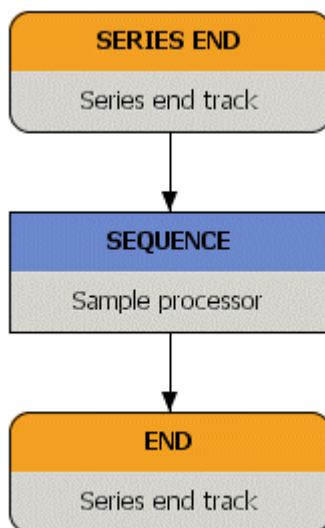 SERIES END
Series end track
SEQUENCE
Sample processor
END
Series end track